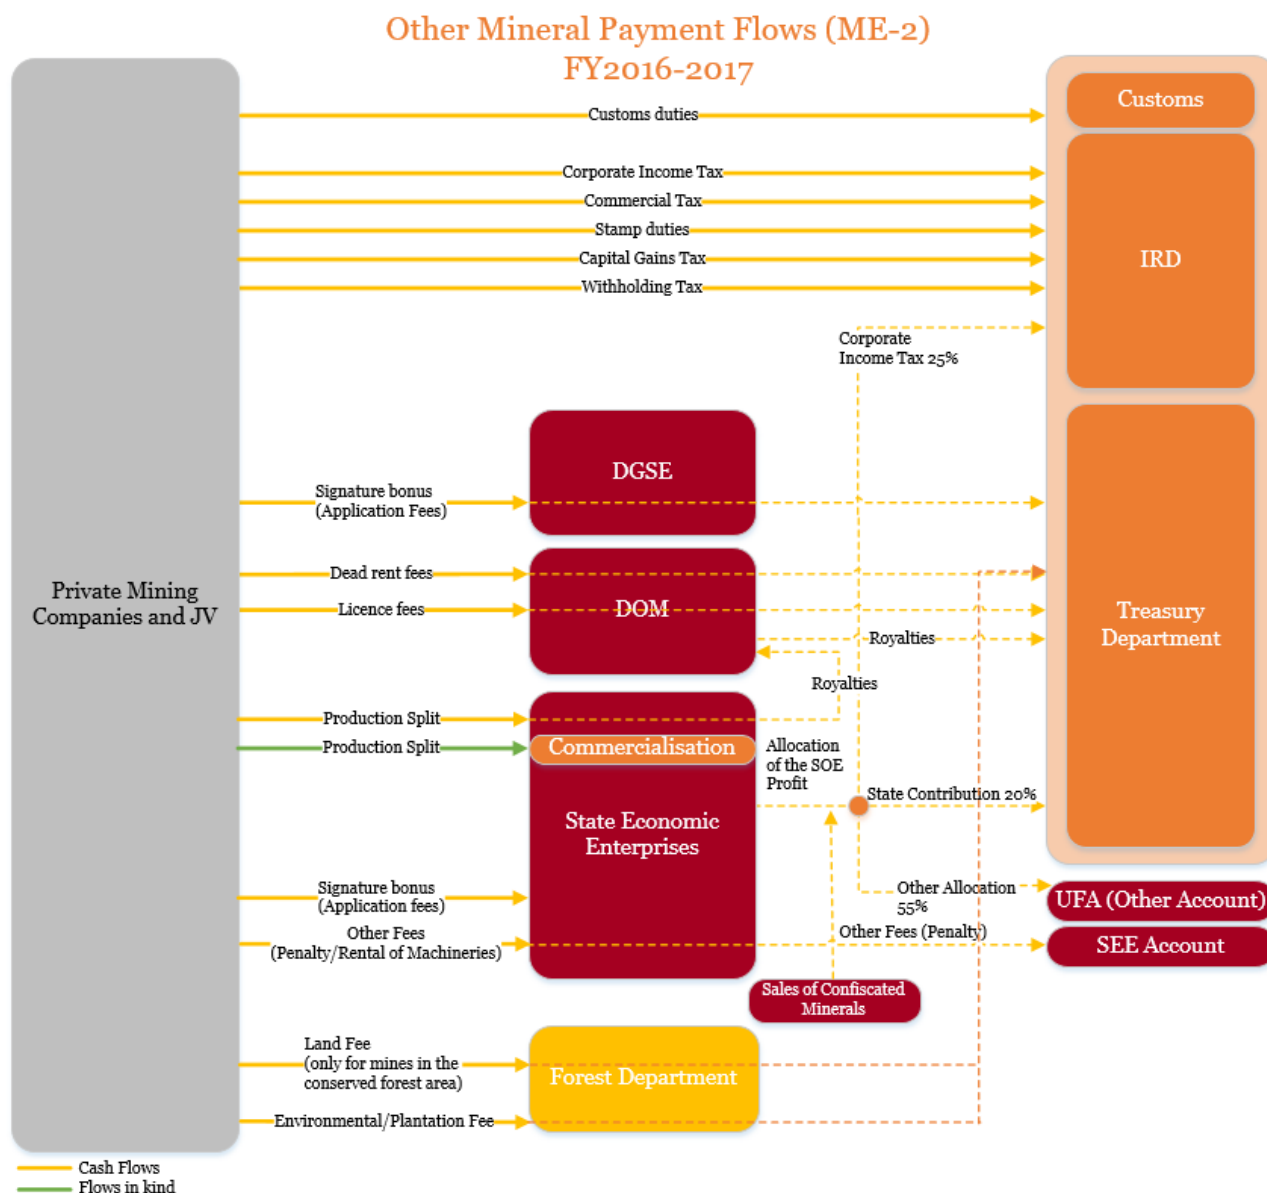 Other Mineral Payment Flows (ME-2)
FY2016-2017
Customs duties
Customs
Corporate Income Tax
Commercial Tax
Stamp duties
Capital Gains Tax
Withholding Tax
IRD
Corporate
Income Tax 25%
DGSE
Signature bonus
(Application Fees)
Private Mining
Companies and JV
Dead rent fees
Licence fees
DOM
Royalties
Treasury
Department
Royalties
Production Split
Production Split
Commercialisation
Allocation
of the SOE
Profit
State Contribution 20%
State Economic
Enterprises
Signature bonus
(Application fees)
Other Allocation
55%
UFA (Other Account)
Other Fees
(Penalty/Rental of Machineries)
Other Fees (Penalty)
SEE Account
Sales of Confiscated
Minerals
Land Fee
(only for mines in the
conserved forest area)
Forest Department
Environmental/Plantation Fee
Cash Flows
Flows in kind